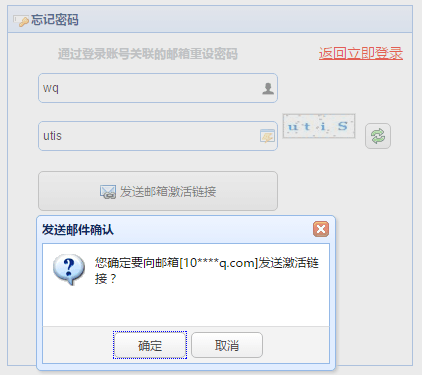 忘记密码
通过登录账号关联的邮箱重设密码 返回立即登录
wq
utis utiS
发送邮箱激活链接
发送邮件确认
您确定要向邮箱[10****q.com]发送激活链
接？
确定 取消